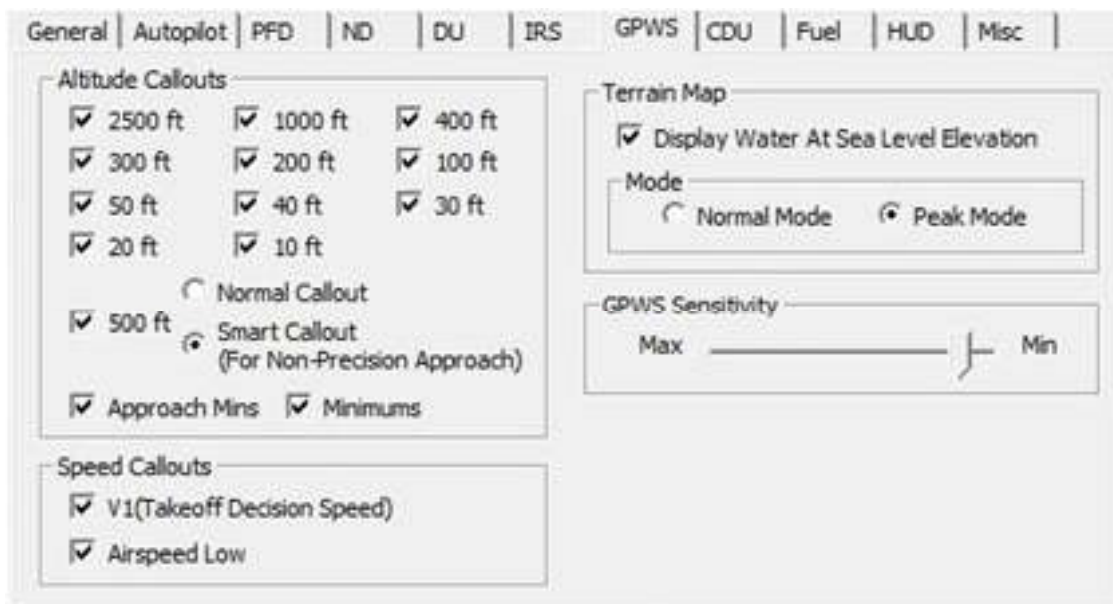 General Autopilot PFD ND DU IRS GPWS CDU Fuel HUD Misc
Altitude Callouts
2500 ft 1000 ft 400 ft
300 ft 200 ft 100 ft
50 ft 40 ft 30 ft
20 ft 10 ft
Normal Callout
500 ft
Smart Callout
(For Non-Precision Approach)
Approach Mins Minimums
Speed Callouts
V1(Takeoff Decision Speed)
Airspeed Low
Terrain Map
Display Water At Sea Level Elevation
Mode
Normal Mode Peak Mode
GPWS Sensitivity
Max Min